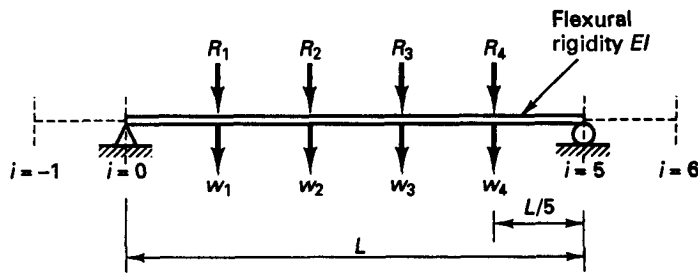 Flexural
rigidity EI
R₁ R₂ R₃ R₄
i = -1 i = 0 w₁ w₂ w₃ w₄ i = 5 i = 6
L/5
L